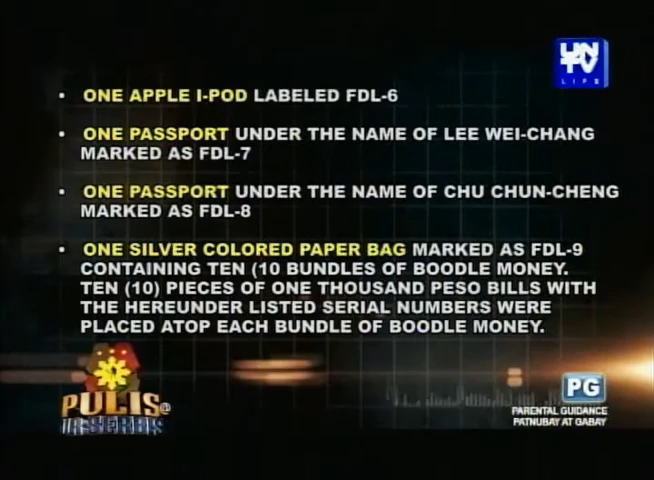 UNTV
LIFE
• ONE APPLE I-POD LABELED FDL-6
• ONE PASSPORT UNDER THE NAME OF LEE WEI-CHANG
MARKED AS FDL-7
• ONE PASSPORT UNDER THE NAME OF CHU CHUN-CHENG
MARKED AS FDL-8
• ONE SILVER COLORED PAPER BAG MARKED AS FDL-9
CONTAINING TEN (10 BUNDLES OF BOODLE MONEY.
TEN (10) PIECES OF ONE THOUSAND PESO BILLS WITH
THE HEREUNDER LISTED SERIAL NUMBERS WERE
PLACED ATOP EACH BUNDLE OF BOODLE MONEY.
PULIS@
UR SERBIS
PG
PARENTAL GUIDANCE
PATNUBAY AT GABAY